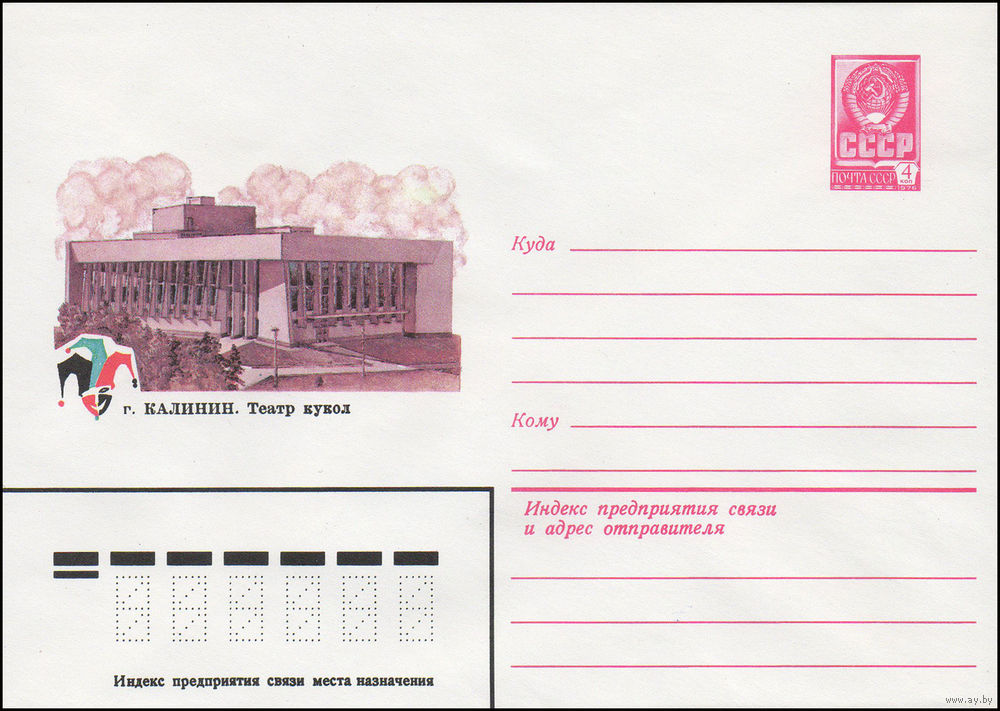 СССР
ПОЧТА СССР 4 КОП
1976
Куда
г. КАЛИНИН. Театр кукол
Кому
Индекс предприятия связи
и адрес отправителя
Индекс предприятия связи места назначения
www.ay.by